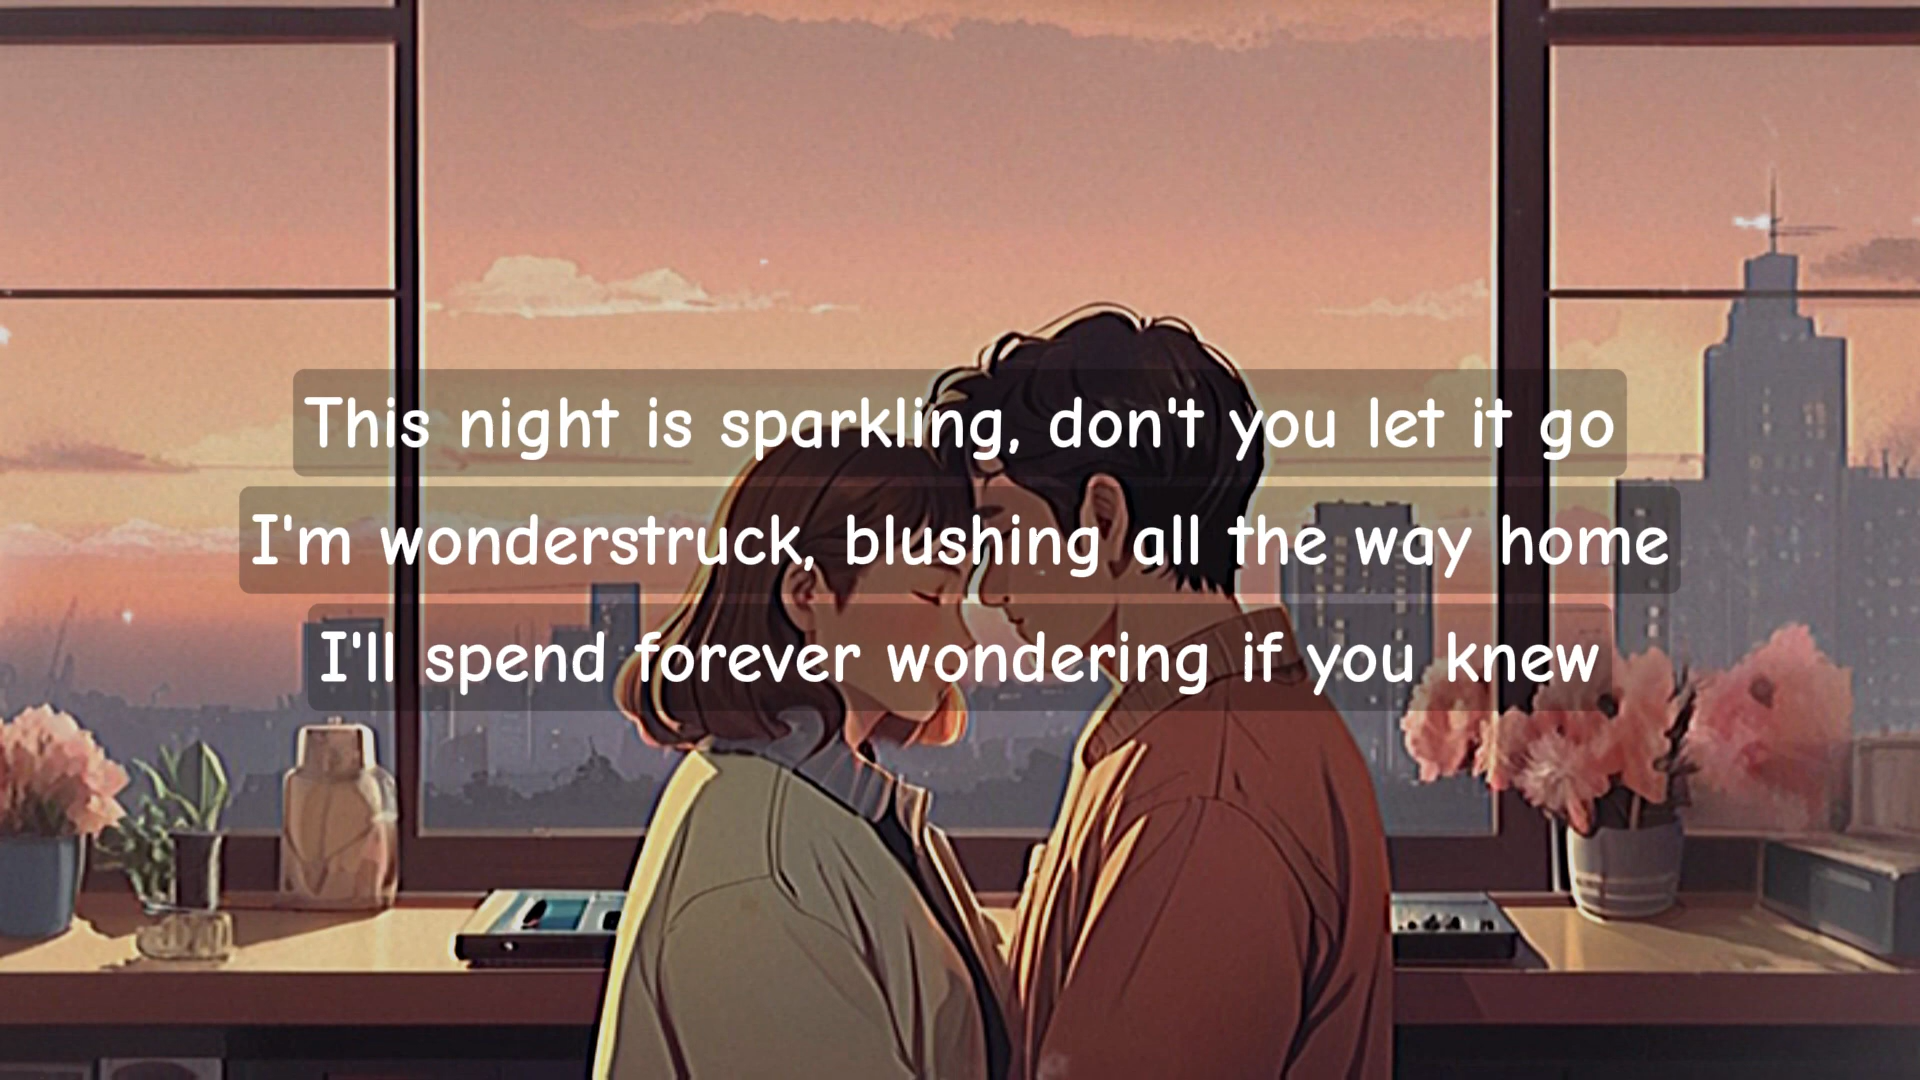 This night is sparkling, don't you let it go
I'm wonderstruck, blushing all the way home
I'll spend forever wondering if you knew